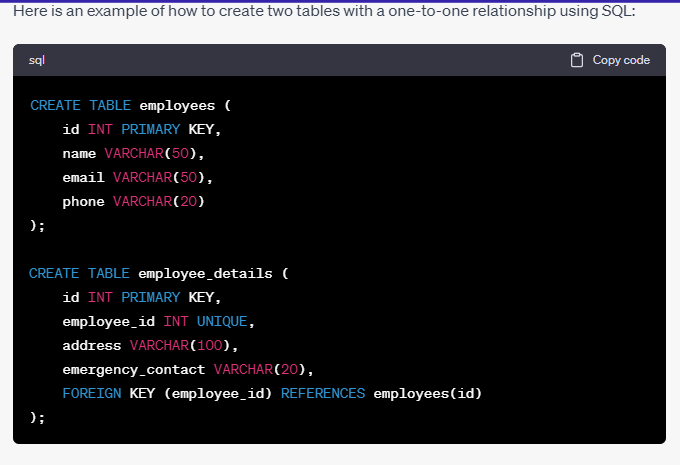 Here is an example of how to create two tables with a one-to-one relationship using SQL:
sql
Copy code
CREATE TABLE employees (
    id INT PRIMARY KEY,
    name VARCHAR(50),
    email VARCHAR(50),
    phone VARCHAR(20)
);
CREATE TABLE employee_details (
    id INT PRIMARY KEY,
    employee_id INT UNIQUE,
    address VARCHAR(100),
    emergency_contact VARCHAR(20),
    FOREIGN KEY (employee_id) REFERENCES employees(id)
);